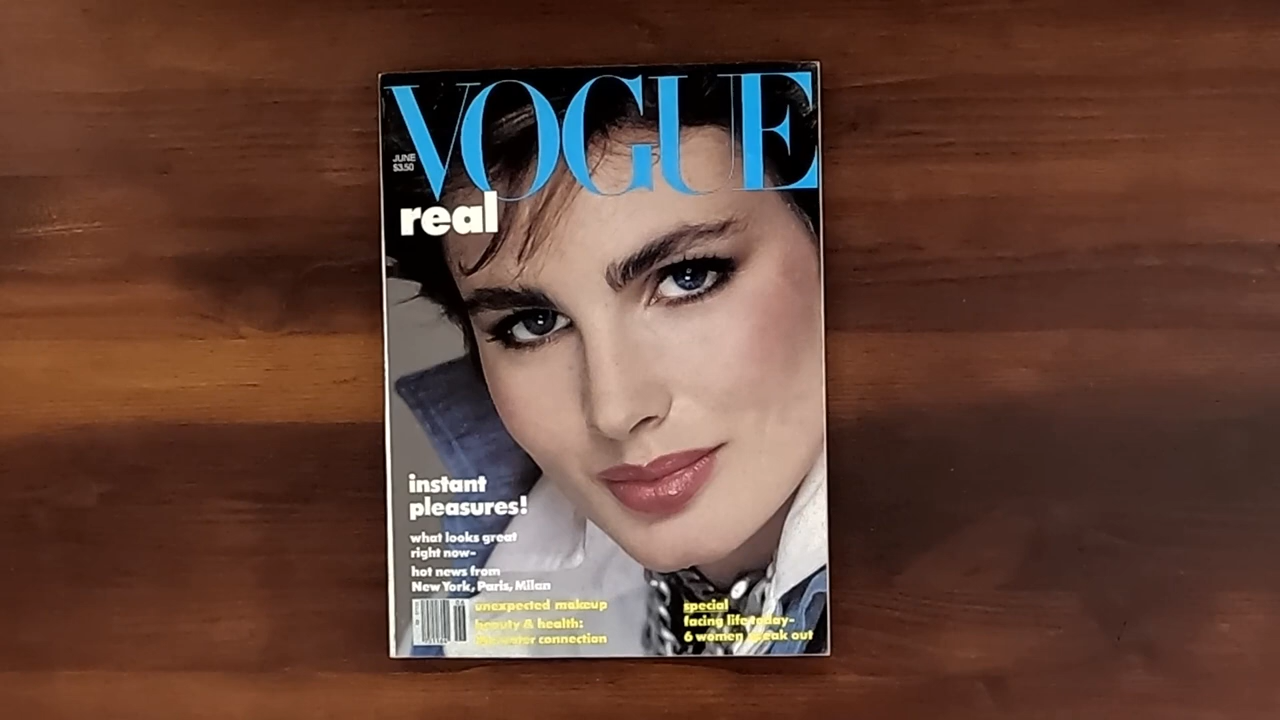 VOGUE
JUNE
$3.50
real
instant
pleasures!
what looks great
right now-
hot news from
New York, Paris, Milan
unexpected makeup
beauty & health:
water connection
special
facing life today-
6 women speak out